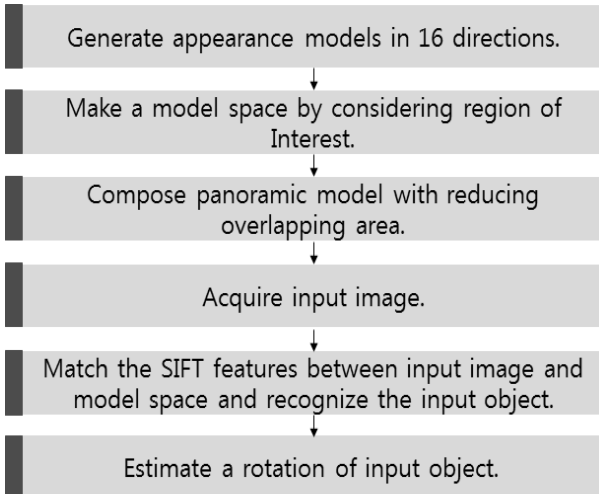 Generate appearance models in 16 directions.
Make a model space by considering region of
Interest.
Compose panoramic model with reducing
overlapping area.
Acquire input image.
Match the SIFT features between input image and
model space and recognize the input object.
Estimate a rotation of input object.